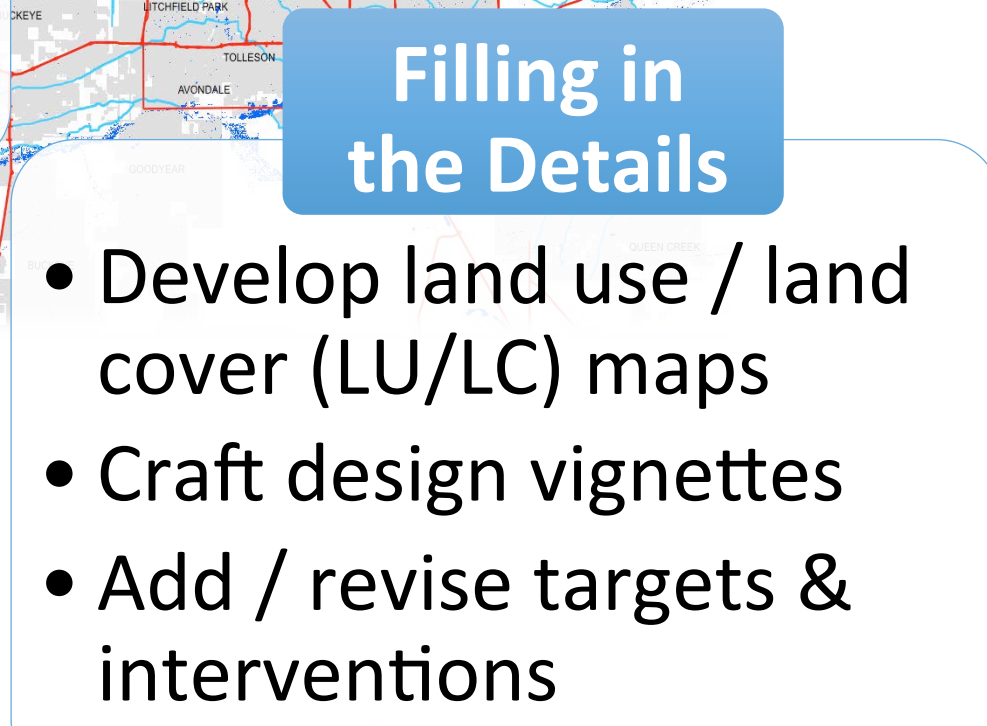 CKEYE
LITCHFIELD PARK
TOLLESON
AVONDALE
Filling in
the Details
GOODYEAR
QUEEN CREEK
• Develop land use / land
cover (LU/LC) maps
• Craft design vignettes
• Add / revise targets &
interventions